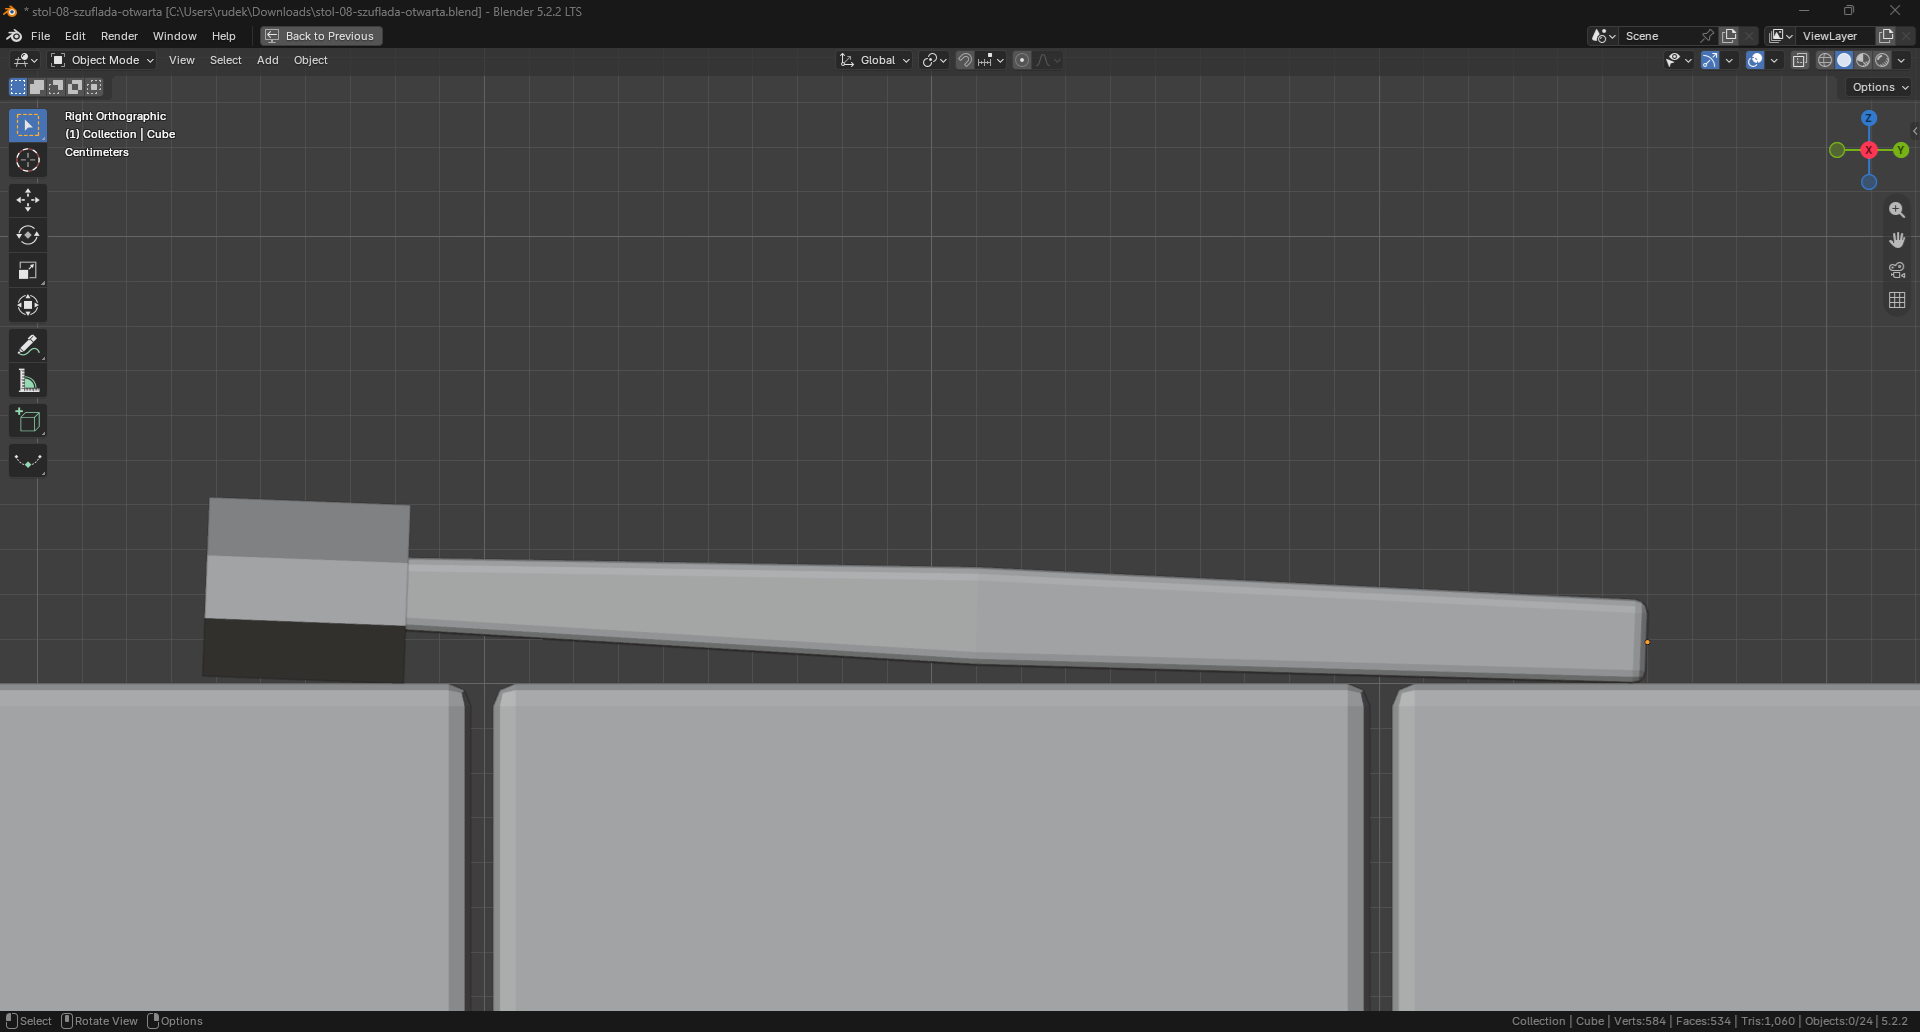 * stol-08-szuflada-otwarta [C:\Users\rudek\Downloads\stol-08-szuflada-otwarta.blend] - Blender 5.2.2 LTS
File Edit Render Window Help Back to Previous Scene ViewLayer
Object Mode View Select Add Object Global
Options
Right Orthographic
(1) Collection | Cube
Centimeters
Z
X Y
Select Rotate View Options Collection | Cube | Verts:584 | Faces:534 | Tris:1,060 | Objects:0/24 | 5.2.2